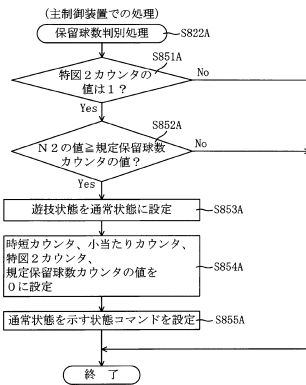 (主制御装置での処理)
保留球数判別処理
S822A
S851A
特図２カウンタの
値は１？
No
Yes
S852A
Ｎ２の値≧規定保留球数
カウンタの値？
No
Yes
遊技状態を通常状態に設定
S853A
時短カウンタ、小当たりカウンタ、
特図２カウンタ、
規定保留球数カウンタの値を
０に設定
S854A
通常状態を示す状態コマンドを設定
S855A
終 了